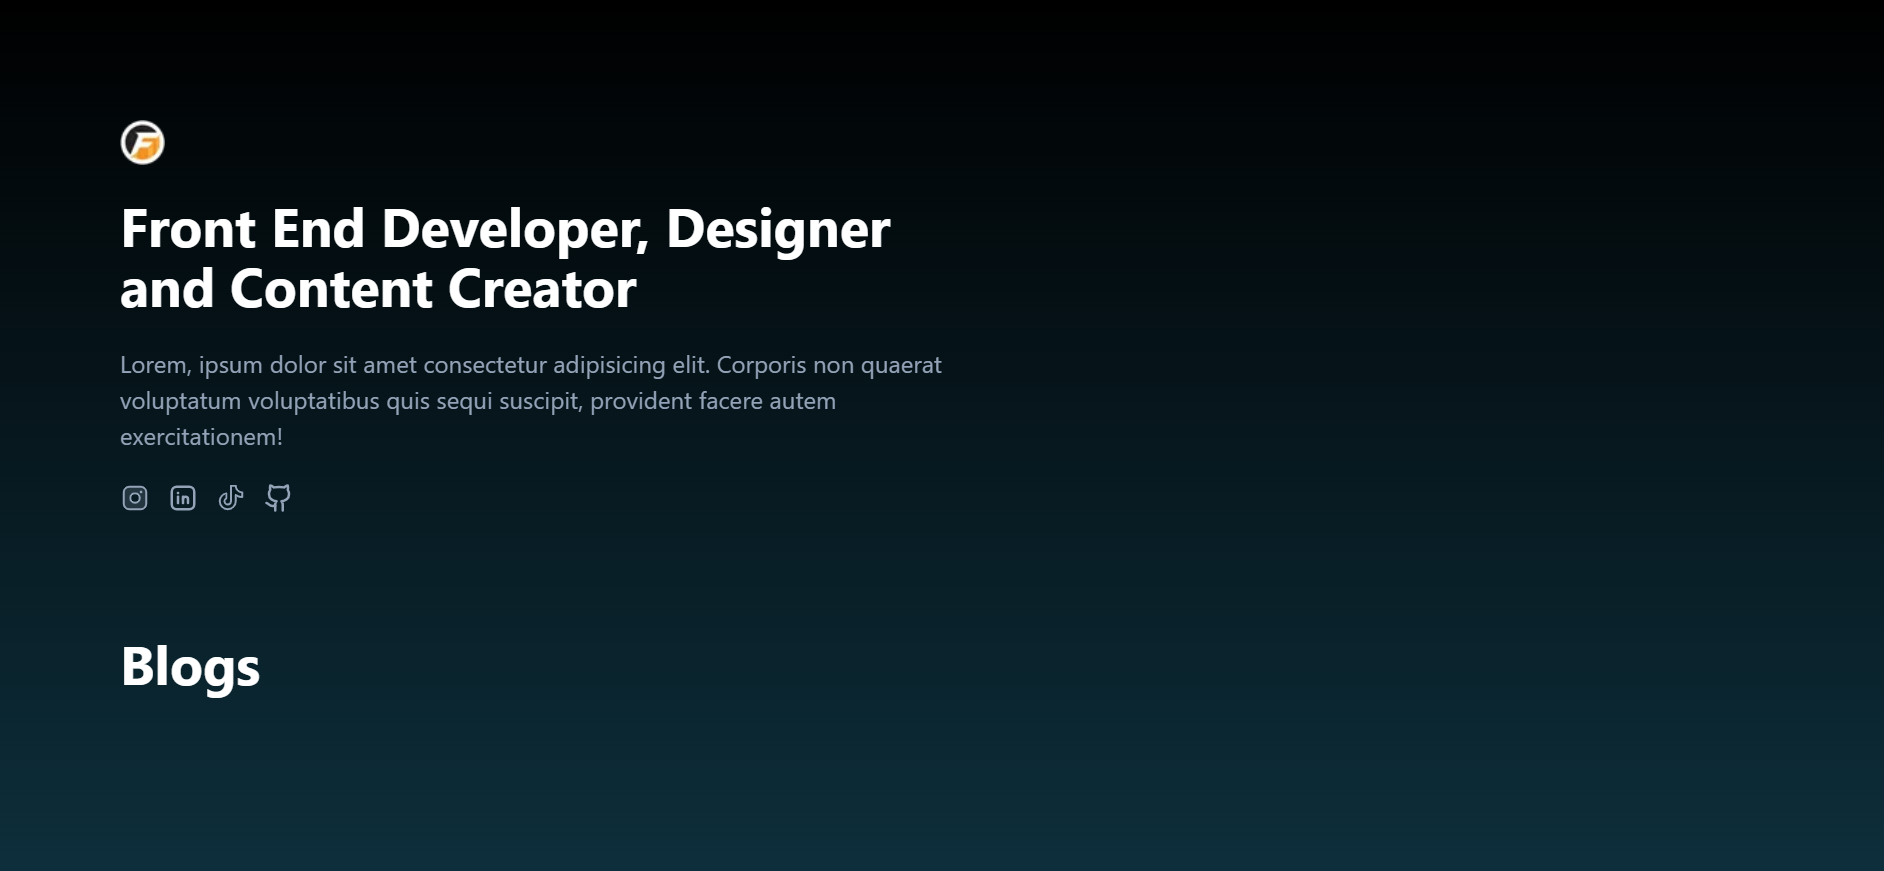 F
Front End Developer, Designer
and Content Creator
Lorem, ipsum dolor sit amet consectetur adipisicing elit. Corporis non quaerat
voluptatum voluptatibus quis sequi suscipit, provident facere autem
exercitationem!
in
Blogs